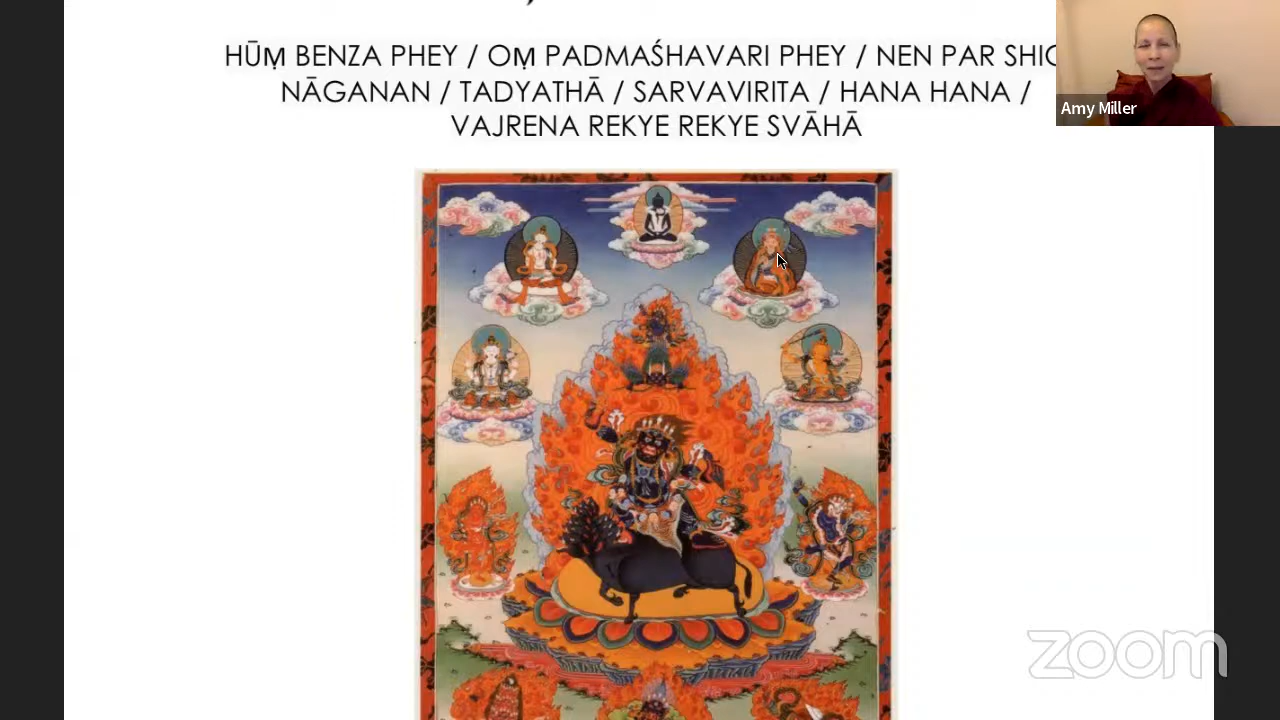 HŪṂ BENZA PHEY / OṂ PADMAŚHAVARI PHEY / NEN PAR
NĀGANAN / TADYATHĀ / SARVAVIRITA / HANA HANA /
VAJRENA REKYE REKYE SVĀHĀ
Amy Miller
zoom